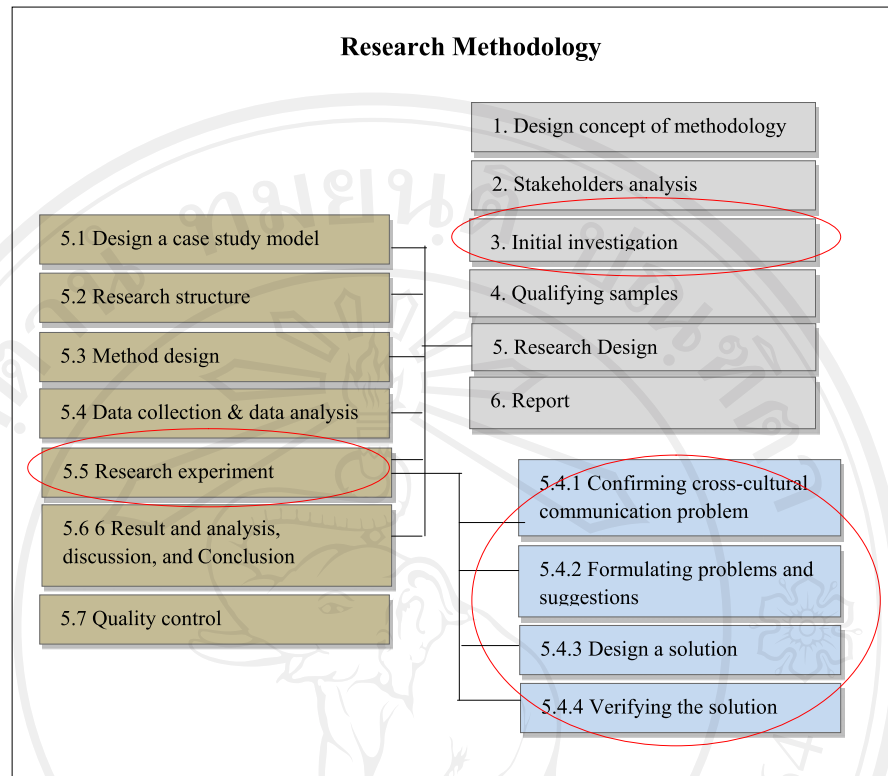 Research Methodology
1. Design concept of methodology
2. Stakeholders analysis
3. Initial investigation
4. Qualifying samples
5. Research Design
6. Report
5.1 Design a case study model
5.2 Research structure
5.3 Method design
5.4 Data collection & data analysis
5.5 Research experiment
5.6 6 Result and analysis,
discussion, and Conclusion
5.7 Quality control
5.4.1 Confirming cross-cultural
communication problem
5.4.2 Formulating problems and
suggestions
5.4.3 Design a solution
5.4.4 Verifying the solution